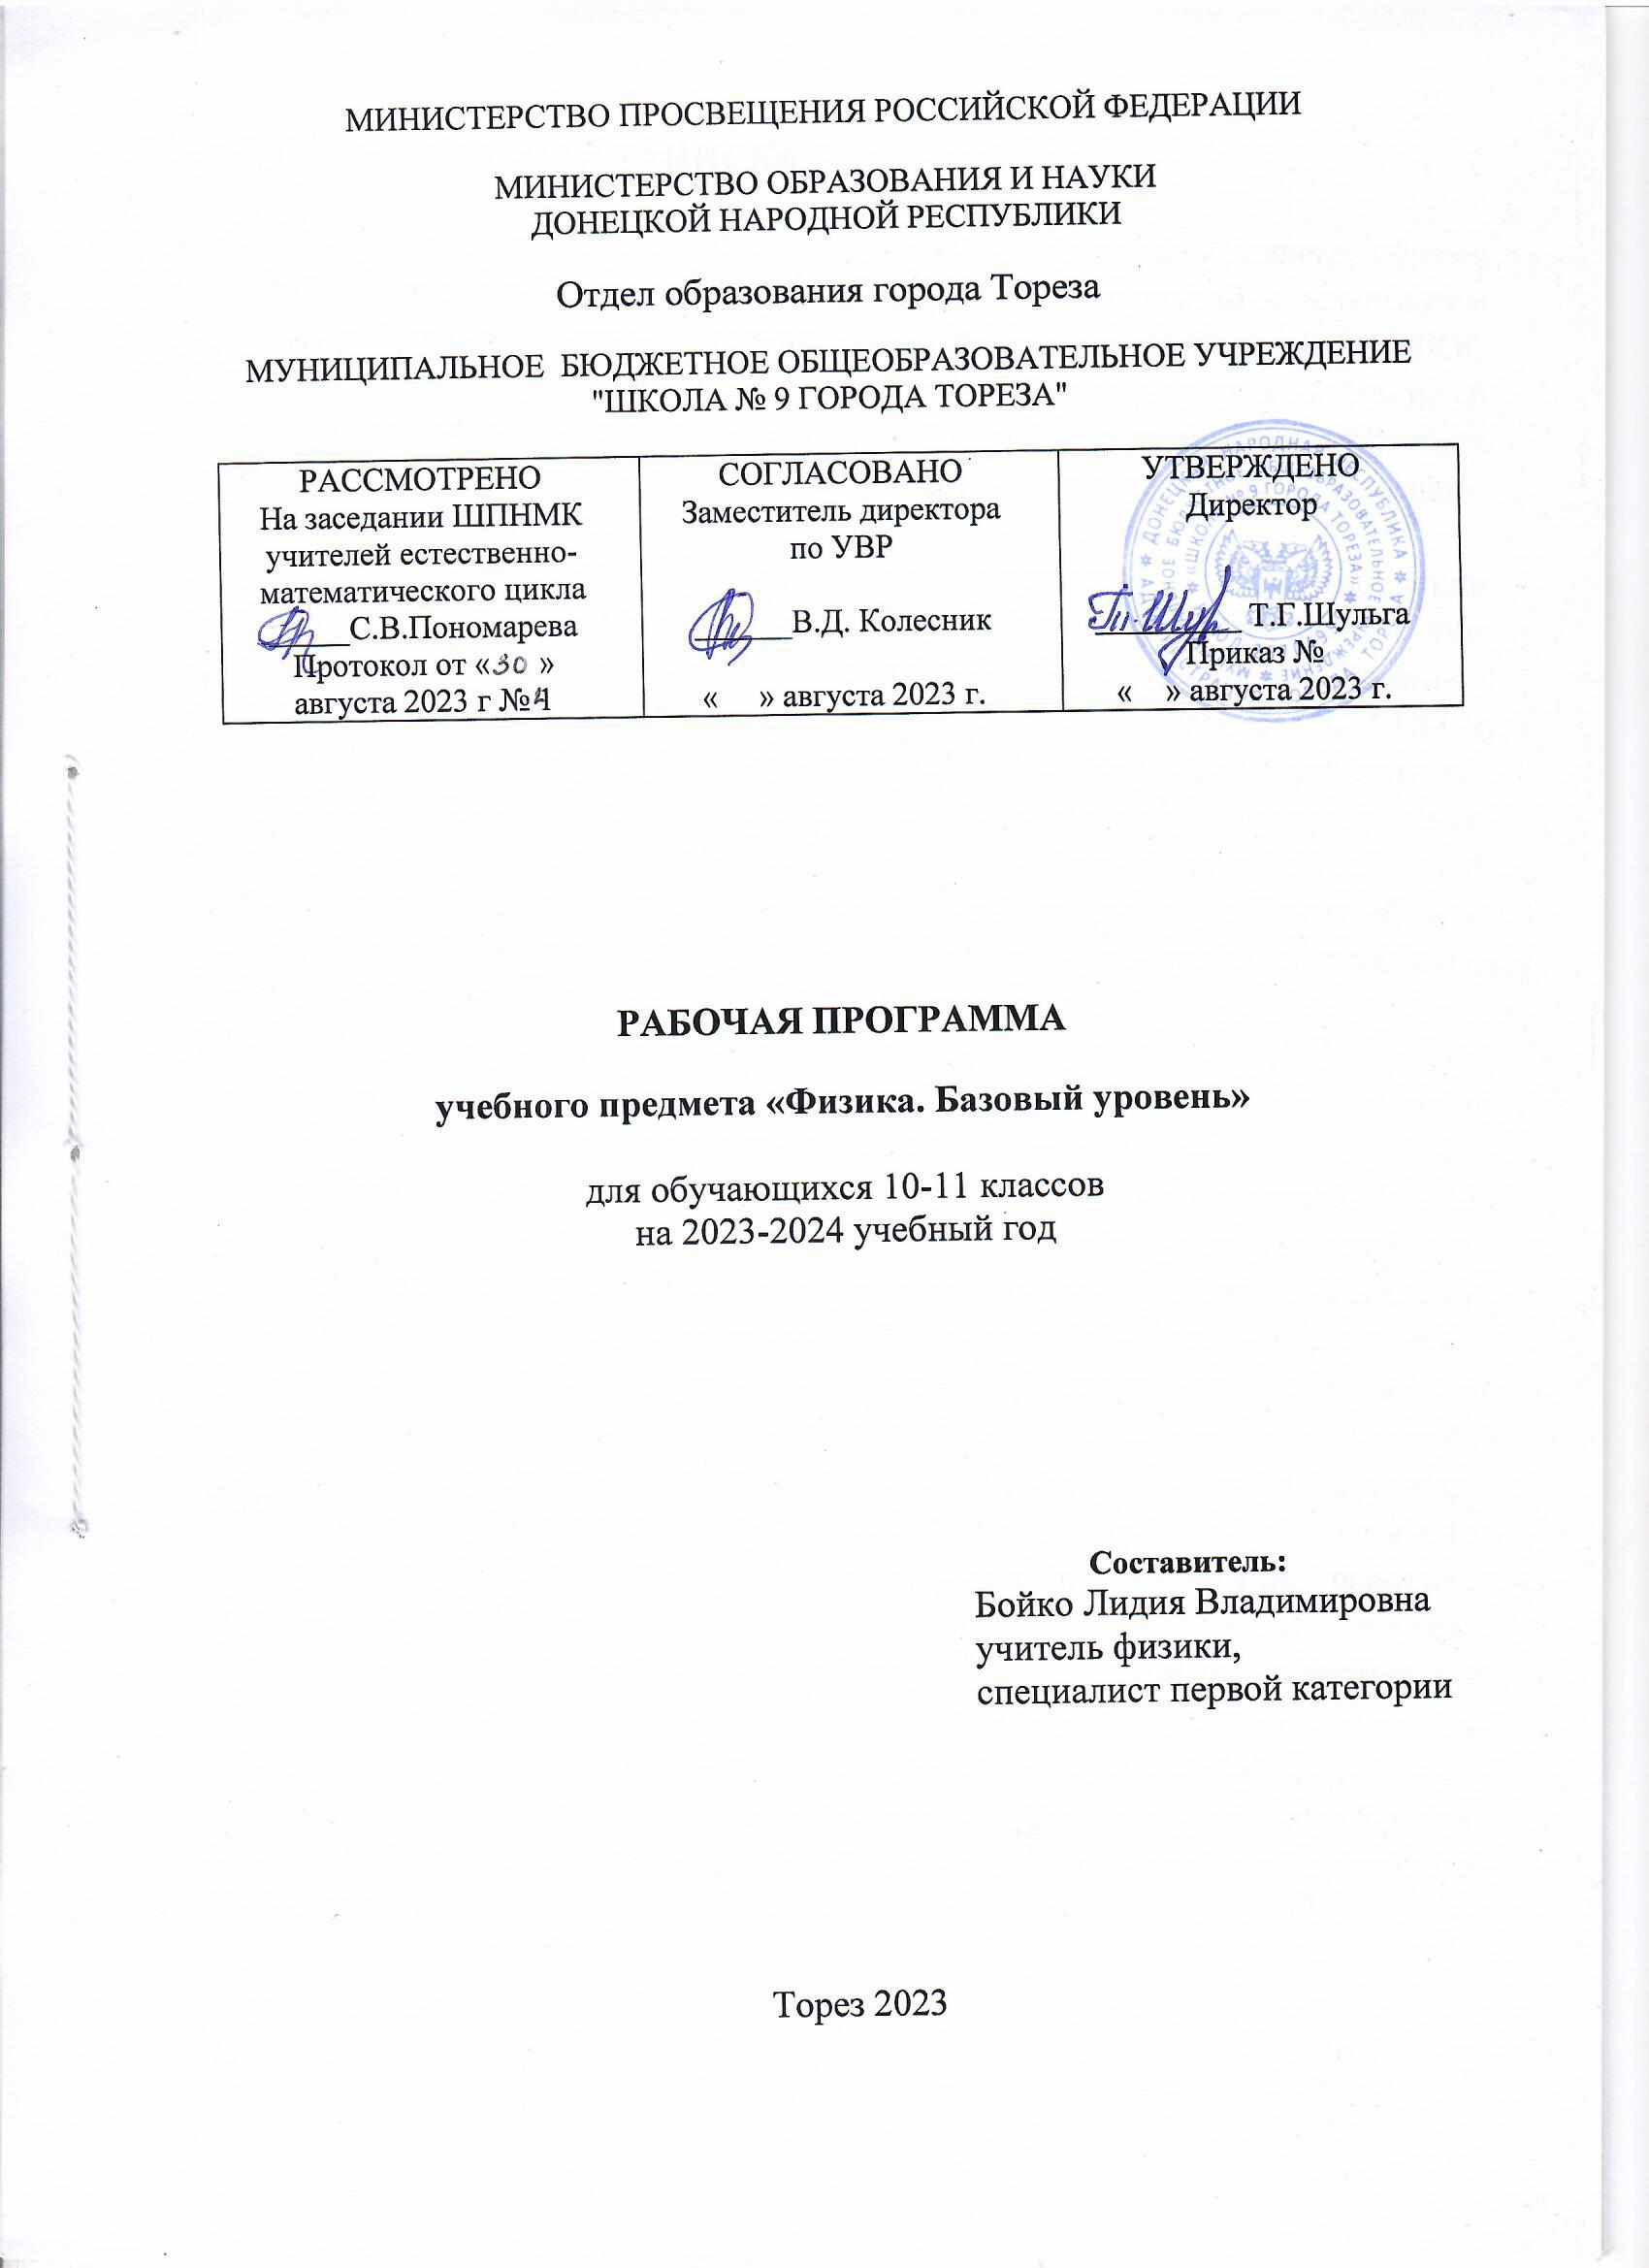 МИНИСТЕРСТВО ПРОСВЕЩЕНИЯ РОССИЙСКОЙ ФЕДЕРАЦИИ
МИНИСТЕРСТВО ОБРАЗОВАНИЯ И НАУКИ
ДОНЕЦКОЙ НАРОДНОЙ РЕСПУБЛИКИ
Отдел образования города Тореза
МУНИЦИПАЛЬНОЕ БЮДЖЕТНОЕ ОБЩЕОБРАЗОВАТЕЛЬНОЕ УЧРЕЖДЕНИЕ
"ШКОЛА № 9 ГОРОДА ТОРЕЗА"
РАССМОТРЕНО
На заседании ШПНМК
учителей естественно-
математического цикла
______С.В.Пономарева
Протокол от «30 »
августа 2023 г №
СОГЛАСОВАНО
Заместитель директора
по УВР
______В.Д. Колесник
« » августа 2023 г.
УТВЕРЖДЕНО
Директор
_________ Т.Г.Шульга
Приказ №
« » августа 2023 г.
РАБОЧАЯ ПРОГРАММА
учебного предмета «Физика. Базовый уровень»
для обучающихся 10-11 классов
на 2023-2024 учебный год
Составитель:
Бойко Лидия Владимировна
учитель физики,
специалист первой категории
Торез 2023